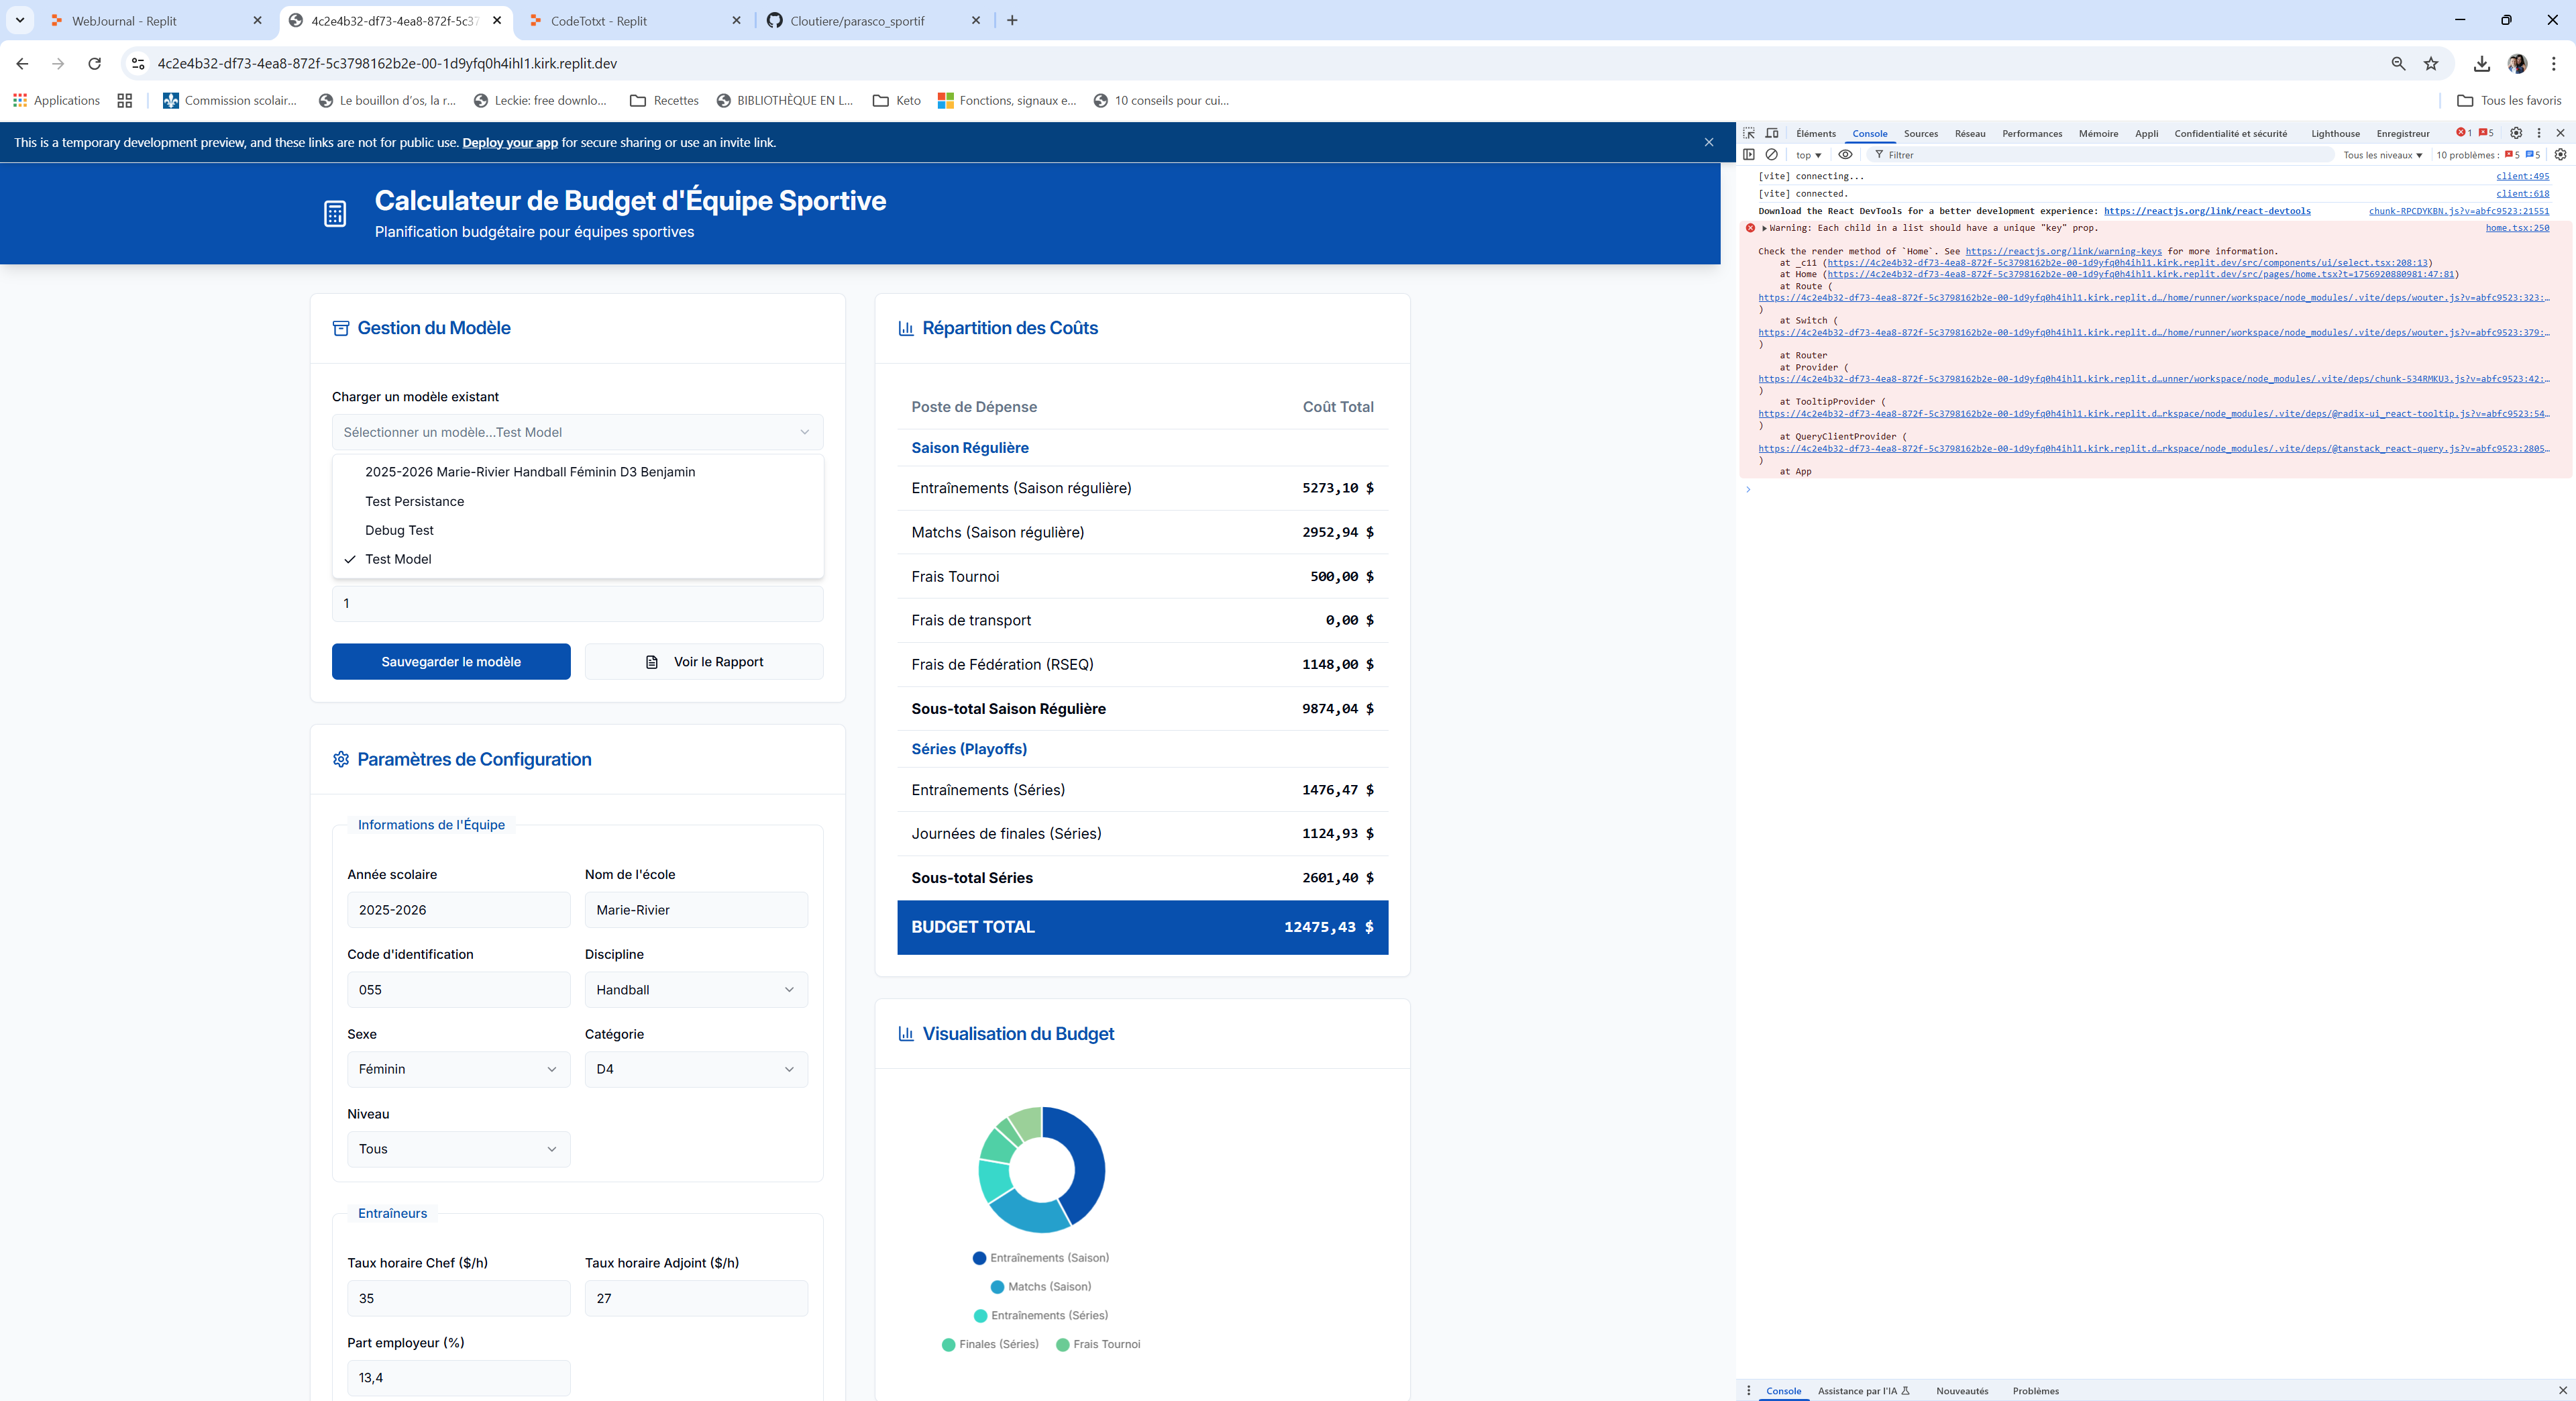 WebJournal - Replit
4c2e4b32-df73-4ea8-872f-5c37
CodeTotxt - Replit
Cloutiere/parasco_sportif
4c2e4b32-df73-4ea8-872f-5c3798162b2e-00-1d9yfq0h4ihl1.kirk.replit.dev
Applications
Commission scolair...
Le bouillon d'os, la r...
Leckie: free downlo...
Recettes
BIBLIOTHÈQUE EN L...
Keto
Fonctions, signaux e...
10 conseils pour cui...
Tous les favoris
This is a temporary development preview, and these links are not for public use. Deploy your app for secure sharing or use an invite link.
Calculateur de Budget d'Équipe Sportive
Planification budgétaire pour équipes sportives
Gestion du Modèle
Charger un modèle existant
Sélectionner un modèle...Test Model
2025-2026 Marie-Rivier Handball Féminin D3 Benjamin
Test Persistance
Debug Test
Test Model
1
Sauvegarder le modèle
Voir le Rapport
Paramètres de Configuration
Informations de l'Équipe
Année scolaire
Nom de l'école
2025-2026
Marie-Rivier
Code d'identification
Discipline
055
Handball
Sexe
Catégorie
Féminin
D4
Niveau
Tous
Entraîneurs
Taux horaire Chef ($/h)
Taux horaire Adjoint ($/h)
35
27
Part employeur (%)
13,4
Répartition des Coûts
Poste de Dépense Coût Total
Saison Régulière
Entraînements (Saison régulière) 5273,10 $
Matchs (Saison régulière) 2952,94 $
Frais Tournoi 500,00 $
Frais de transport 0,00 $
Frais de Fédération (RSEQ) 1148,00 $
Sous-total Saison Régulière 9874,04 $
Séries (Playoffs)
Entraînements (Séries) 1476,47 $
Journées de finales (Séries) 1124,93 $
Sous-total Séries 2601,40 $
BUDGET TOTAL 12475,43 $
Visualisation du Budget
Entraînements (Saison)
Matchs (Saison)
Entraînements (Séries)
Finales (Séries) Frais Tournoi
Éléments Console Sources Réseau Performances Mémoire Appli Confidentialité et sécurité Lighthouse Enregistreur 1 5
top Filtrer Tous les niveaux 10 problèmes : 5 5
[vite] connecting... client:495
[vite] connected. client:618
Download the React DevTools for a better development experience: https://reactjs.org/link/react-devtools chunk-RPCDYKBN.js?v=abfc9523:21551
Warning: Each child in a list should have a unique "key" prop. home.tsx:250
Check the render method of `Home`. See https://reactjs.org/link/warning-keys for more information.
at _c11 (https://4c2e4b32-df73-4ea8-872f-5c3798162b2e-00-1d9yfq0h4ihl1.kirk.replit.dev/src/components/ui/select.tsx:208:13)
at Home (https://4c2e4b32-df73-4ea8-872f-5c3798162b2e-00-1d9yfq0h4ihl1.kirk.replit.dev/src/pages/home.tsx?t=1756920880981:47:81)
at Route (
https://4c2e4b32-df73-4ea8-872f-5c3798162b2e-00-1d9yfq0h4ihl1.kirk.replit.d…/home/runner/workspace/node_modules/.vite/deps/wouter.js?v=abfc9523:323:…
)
at Switch (
https://4c2e4b32-df73-4ea8-872f-5c3798162b2e-00-1d9yfq0h4ihl1.kirk.replit.d…/home/runner/workspace/node_modules/.vite/deps/wouter.js?v=abfc9523:379:…
)
at Router
at Provider (
https://4c2e4b32-df73-4ea8-872f-5c3798162b2e-00-1d9yfq0h4ihl1.kirk.replit.d…unner/workspace/node_modules/.vite/deps/chunk-534RMKU3.js?v=abfc9523:42:…
)
at TooltipProvider (
https://4c2e4b32-df73-4ea8-872f-5c3798162b2e-00-1d9yfq0h4ihl1.kirk.replit.d…rkspace/node_modules/.vite/deps/@radix-ui_react-tooltip.js?v=abfc9523:54…
)
at QueryClientProvider (
https://4c2e4b32-df73-4ea8-872f-5c3798162b2e-00-1d9yfq0h4ihl1.kirk.replit.d…rkspace/node_modules/.vite/deps/@tanstack_react-query.js?v=abfc9523:2805…
)
at App
Console Assistance par l'IA Nouveautés Problèmes